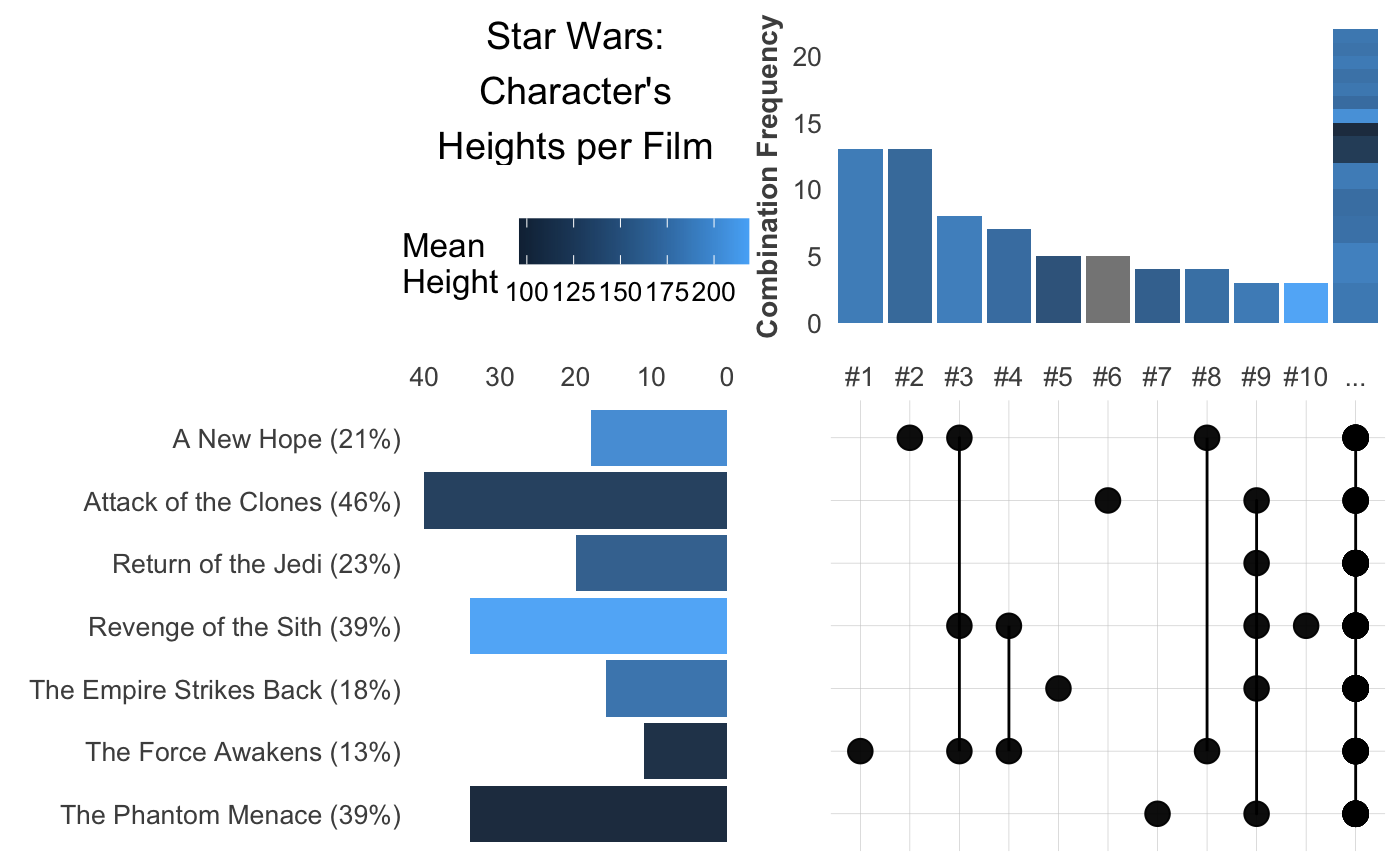 Star Wars:
Character's
Heights per Film
Mean
Height
100 125 150 175 200
Combination Frequency
20
15
10
5
0
40 30 20 10 0
#1 #2 #3 #4 #5 #6 #7 #8 #9 #10 ...
A New Hope (21%)
Attack of the Clones (46%)
Return of the Jedi (23%)
Revenge of the Sith (39%)
The Empire Strikes Back (18%)
The Force Awakens (13%)
The Phantom Menace (39%)